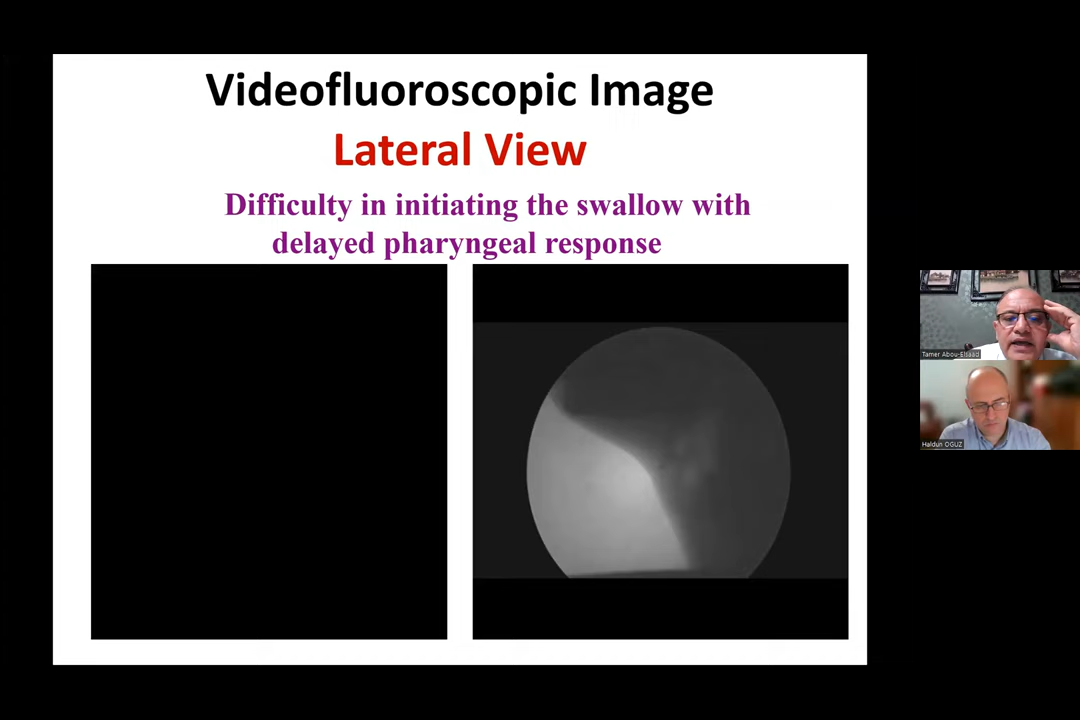 Videofluoroscopic Image
Lateral View
Difficulty in initiating the swallow with
delayed pharyngeal response
Tamer Abou-Elsaad
Haldun OGUZ